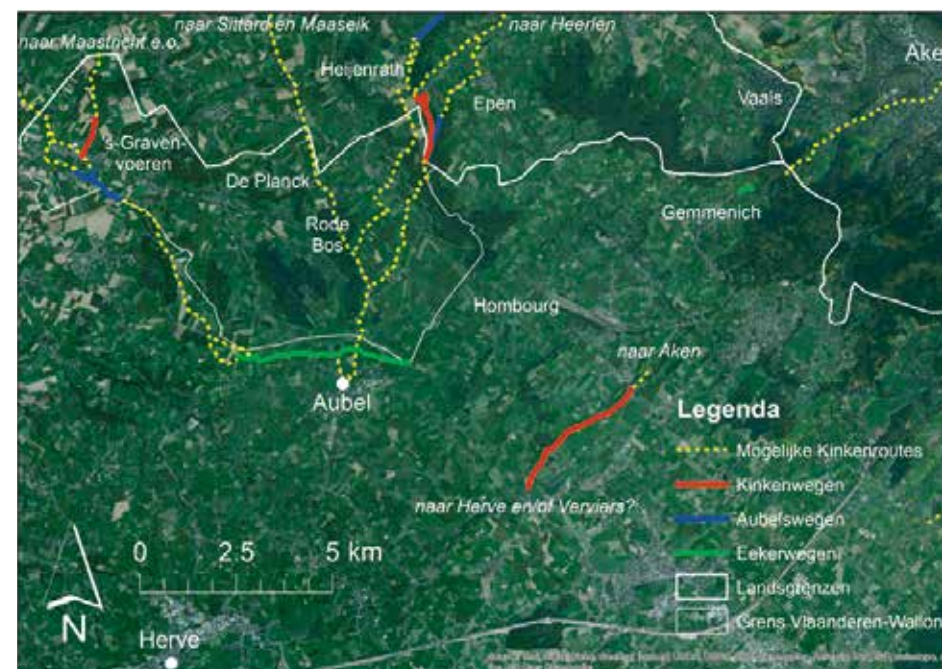 naar Sittard en Maaseik
naar Heerlen
naar Maastricht e.o.
Ake
Heijenrath
Epen
Vaals
's-Graven-
voeren
De Planck
Gemmenich
Rode
Bos
Hombourg
naar Aken
Aubel
naar Herve en/of Verviers?
Legenda
Mogelijke Kinkenroutes
Kinkenwegen
Aubelswegen
Eekerwegen
Landsgrenzen
Grens Vlaanderen-Wallon
0 2.5 5 km
N
Herve